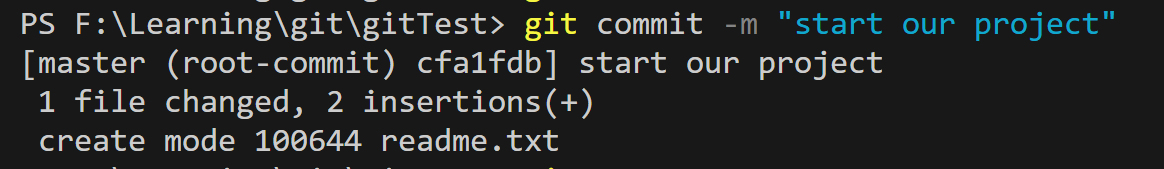 PS F:\Learning\git\gitTest> git commit -m "start our project"
[master (root-commit) cfa1fdb] start our project
 1 file changed, 2 insertions(+)
 create mode 100644 readme.txt